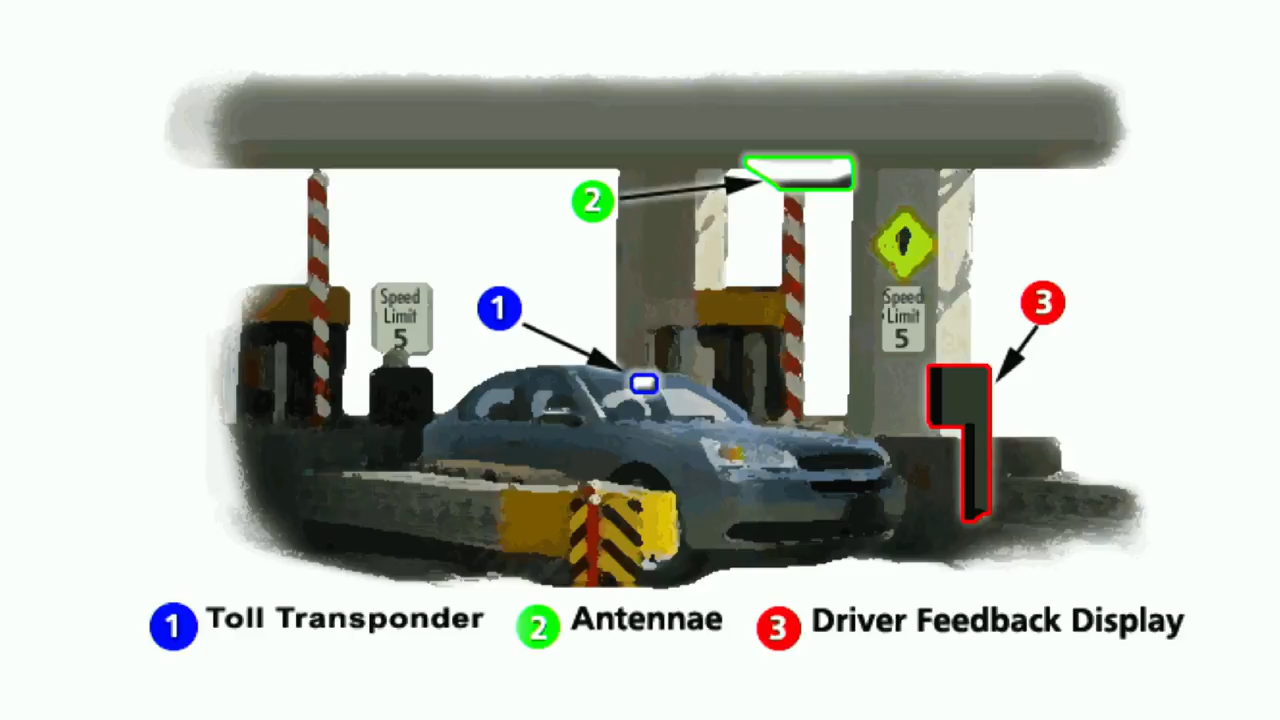 2
Speed
Limit
5
1
Speed
Limit
5
3
1 Toll Transponder 2 Antennae 3 Driver Feedback Display